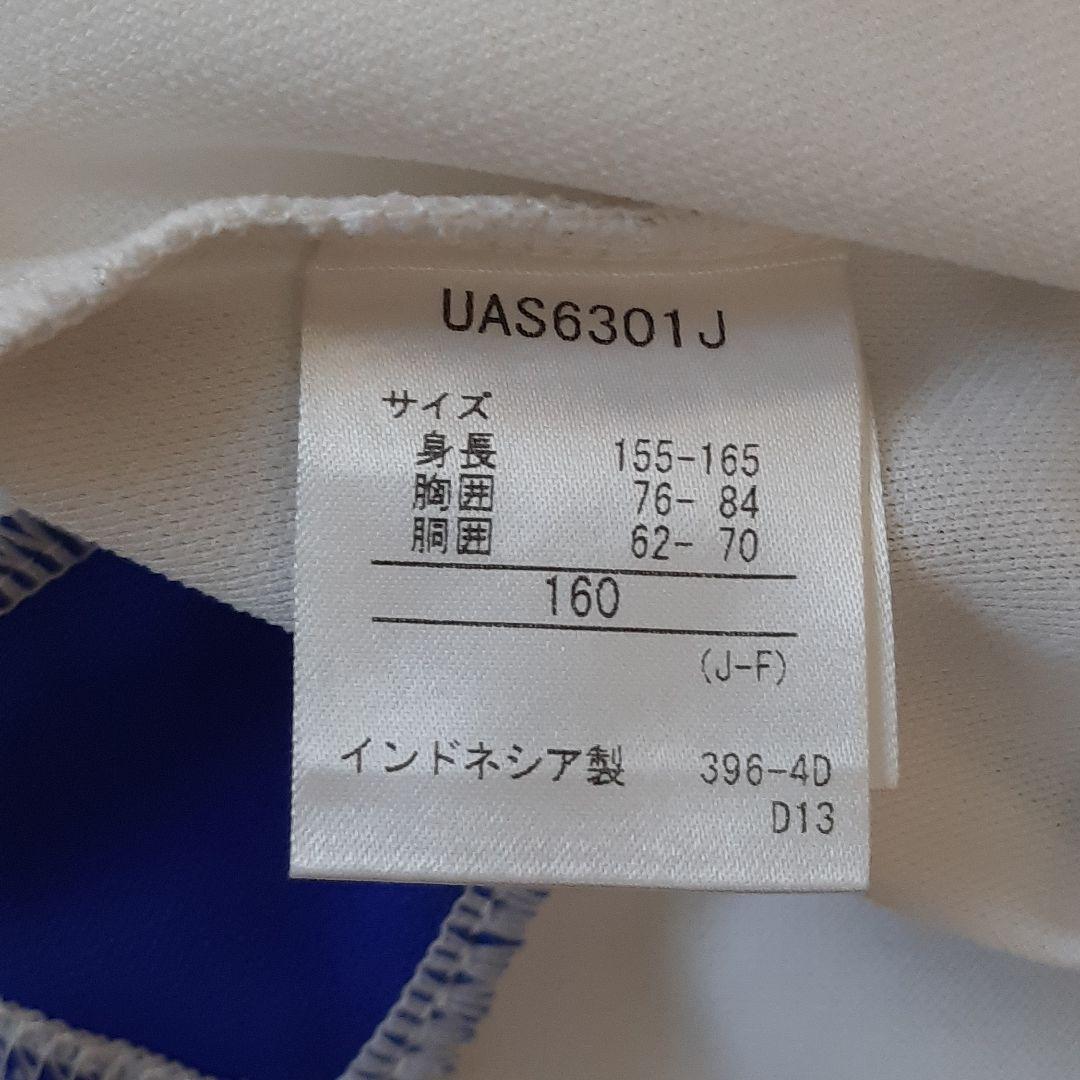 UAS6301J
サイズ
身長 155-165
胸囲 76- 84
胴囲 62- 70
160
(J-F)
インドネシア製 396-4D
D13